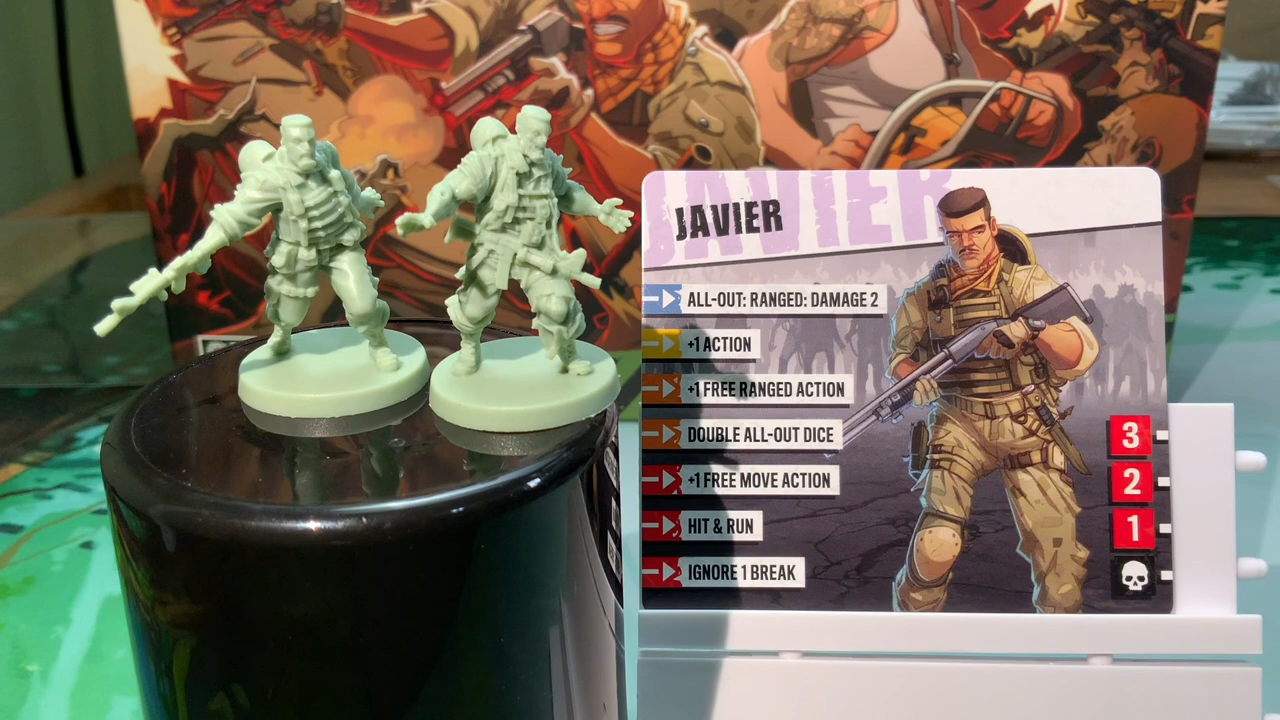 JAVIER
JAVIER
ALL-OUT: RANGED: DAMAGE 2
+1 ACTION
+1 FREE RANGED ACTION
DOUBLE ALL-OUT DICE
+1 FREE MOVE ACTION
HIT & RUN
IGNORE 1 BREAK
3
2
1